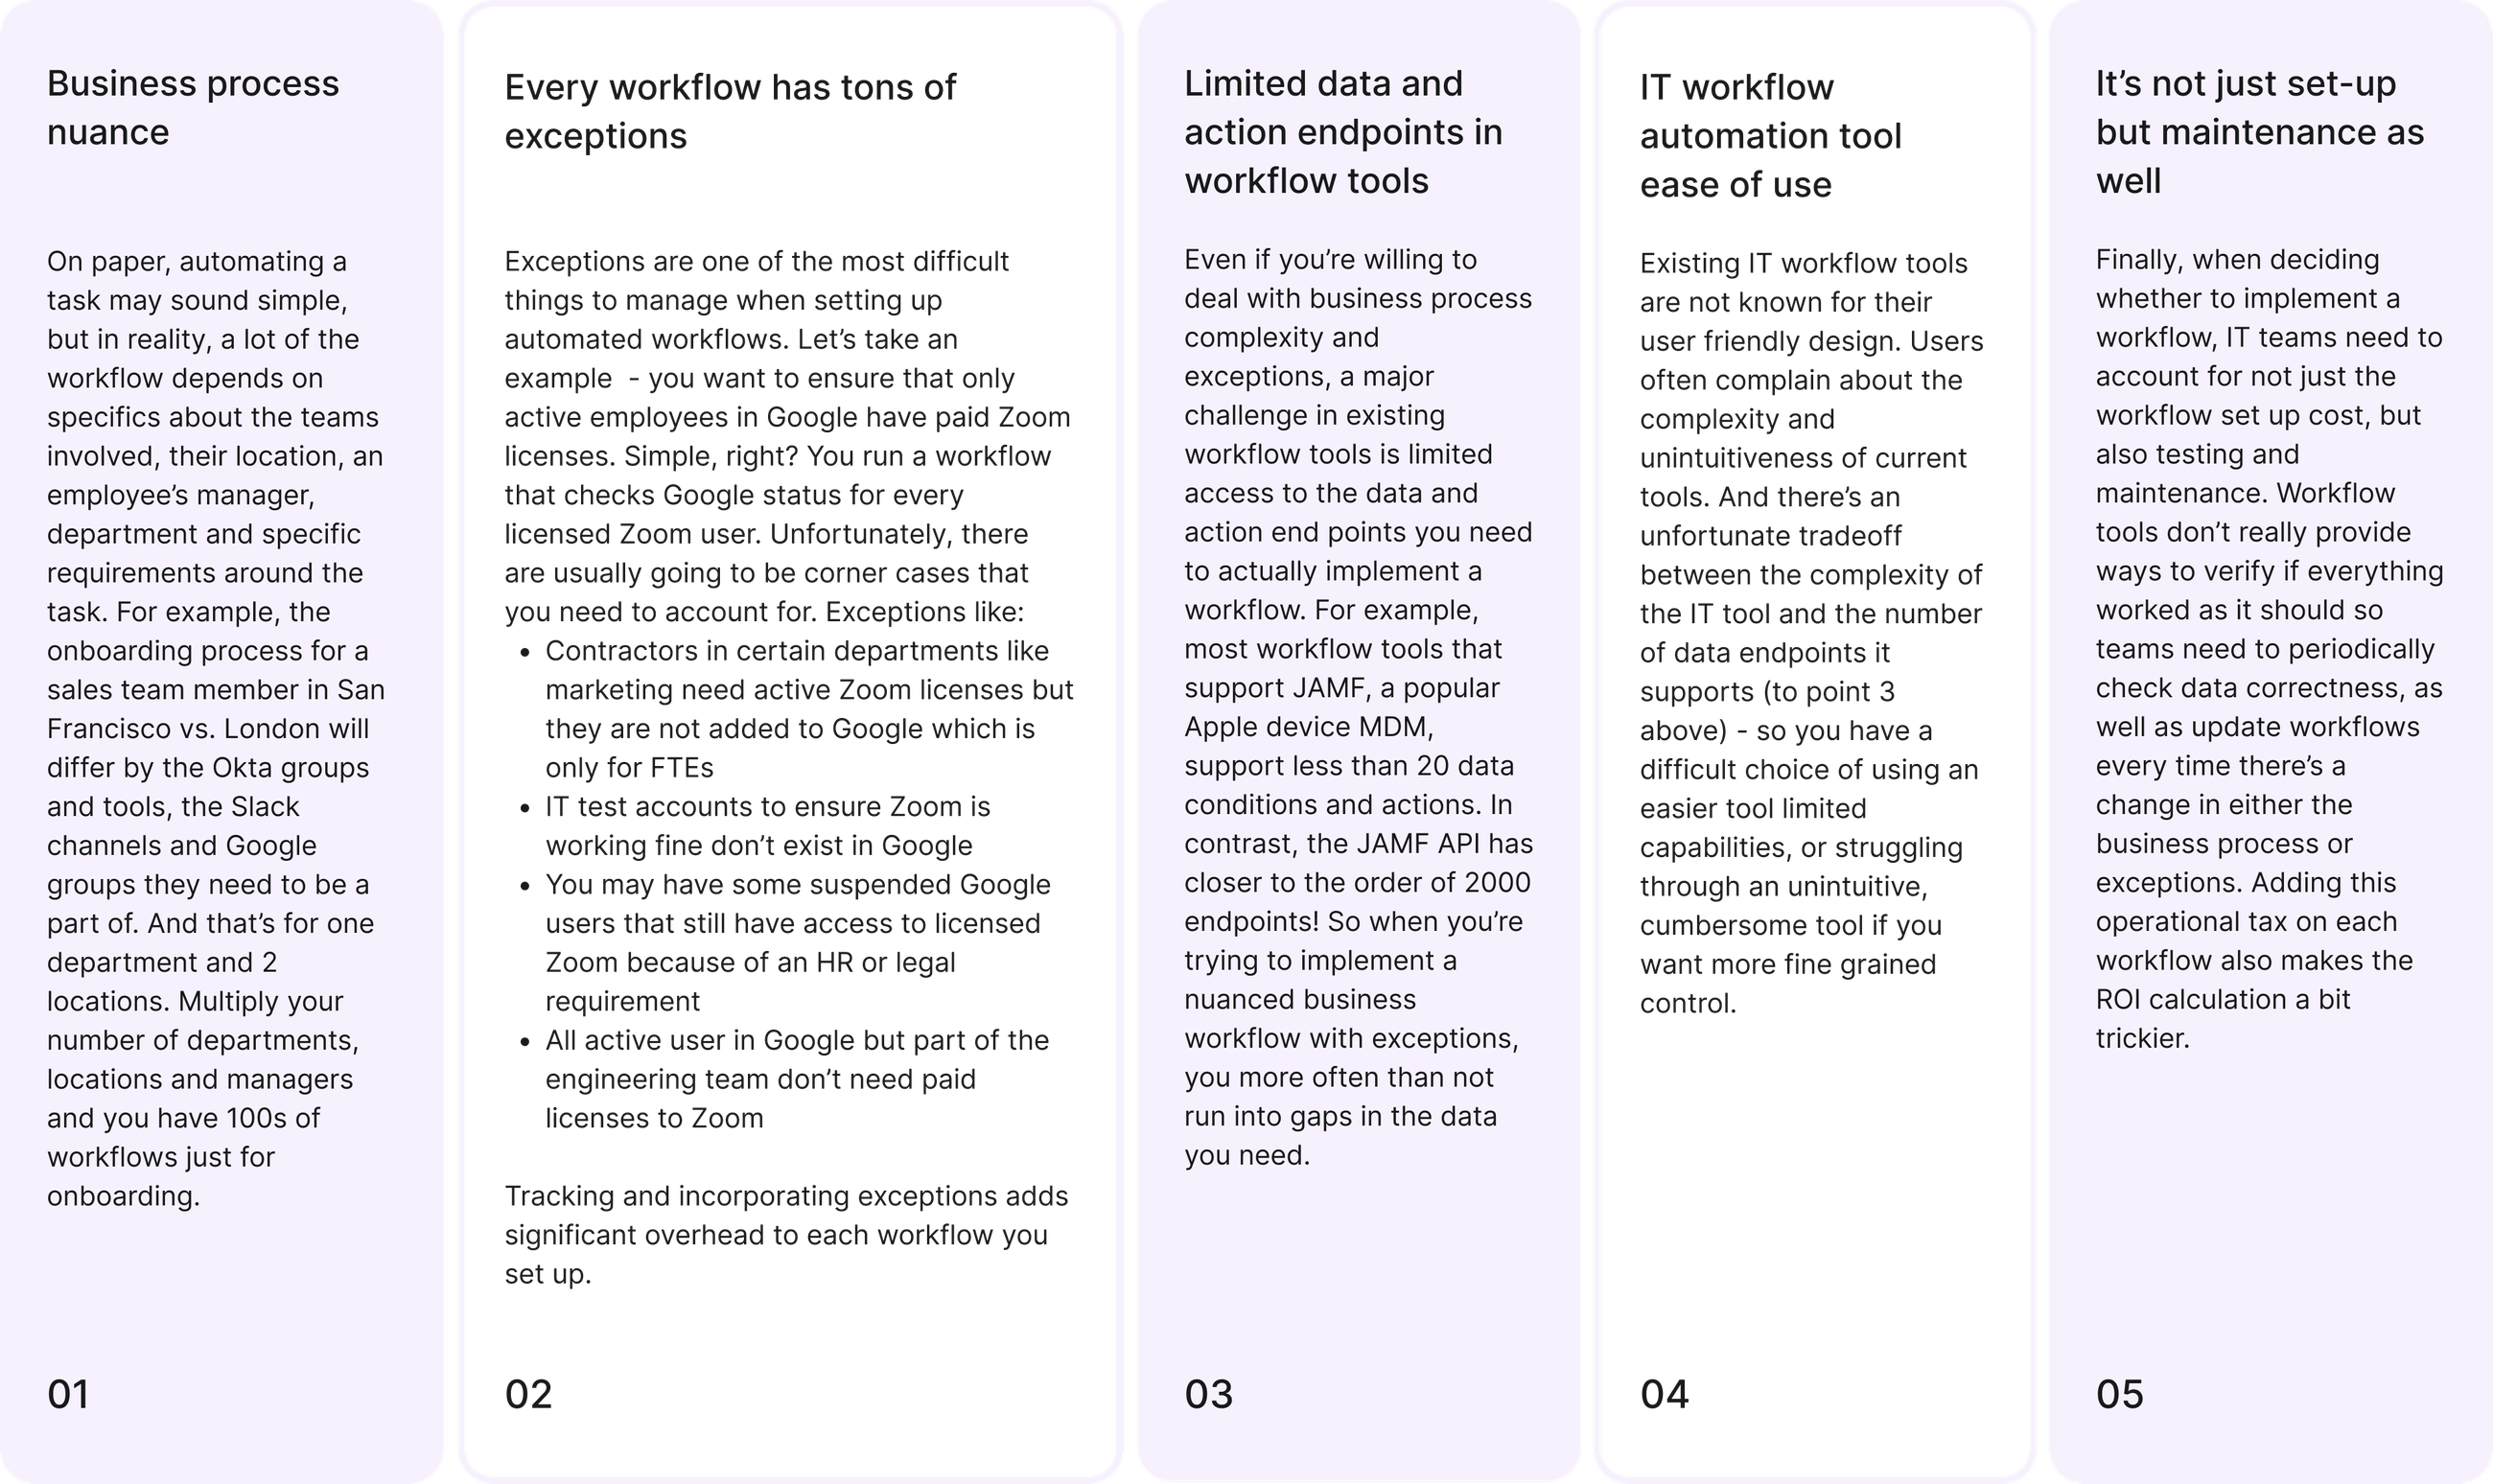 Business process
nuance
On paper, automating a
task may sound simple,
but in reality, a lot of the
workflow depends on
specifics about the teams
involved, their location, an
employee’s manager,
department and specific
requirements around the
task. For example, the
onboarding process for a
sales team member in San
Francisco vs. London will
differ by the Okta groups
and tools, the Slack
channels and Google
groups they need to be a
part of. And that’s for one
department and 2
locations. Multiply your
number of departments,
locations and managers
and you have 100s of
workflows just for
onboarding.
01
Every workflow has tons of
exceptions
Exceptions are one of the most difficult
things to manage when setting up
automated workflows. Let’s take an
example  - you want to ensure that only
active employees in Google have paid Zoom
licenses. Simple, right? You run a workflow
that checks Google status for every
licensed Zoom user. Unfortunately, there
are usually going to be corner cases that
you need to account for. Exceptions like:
• Contractors in certain departments like
marketing need active Zoom licenses but
they are not added to Google which is
only for FTEs
• IT test accounts to ensure Zoom is
working fine don’t exist in Google
• You may have some suspended Google
users that still have access to licensed
Zoom because of an HR or legal
requirement
• All active user in Google but part of the
engineering team don’t need paid
licenses to Zoom
Tracking and incorporating exceptions adds
significant overhead to each workflow you
set up.
02
Limited data and
action endpoints in
workflow tools
Even if you’re willing to
deal with business process
complexity and
exceptions, a major
challenge in existing
workflow tools is limited
access to the data and
action end points you need
to actually implement a
workflow. For example,
most workflow tools that
support JAMF, a popular
Apple device MDM,
support less than 20 data
conditions and actions. In
contrast, the JAMF API has
closer to the order of 2000
endpoints! So when you’re
trying to implement a
nuanced business
workflow with exceptions,
you more often than not
run into gaps in the data
you need.
03
IT workflow
automation tool
ease of use
Existing IT workflow tools
are not known for their
user friendly design. Users
often complain about the
complexity and
unintuitiveness of current
tools. And there’s an
unfortunate tradeoff
between the complexity of
the IT tool and the number
of data endpoints it
supports (to point 3
above) - so you have a
difficult choice of using an
easier tool limited
capabilities, or struggling
through an unintuitive,
cumbersome tool if you
want more fine grained
control.
04
It’s not just set-up
but maintenance as
well
Finally, when deciding
whether to implement a
workflow, IT teams need to
account for not just the
workflow set up cost, but
also testing and
maintenance. Workflow
tools don’t really provide
ways to verify if everything
worked as it should so
teams need to periodically
check data correctness, as
well as update workflows
every time there’s a
change in either the
business process or
exceptions. Adding this
operational tax on each
workflow also makes the
ROI calculation a bit
trickier.
05